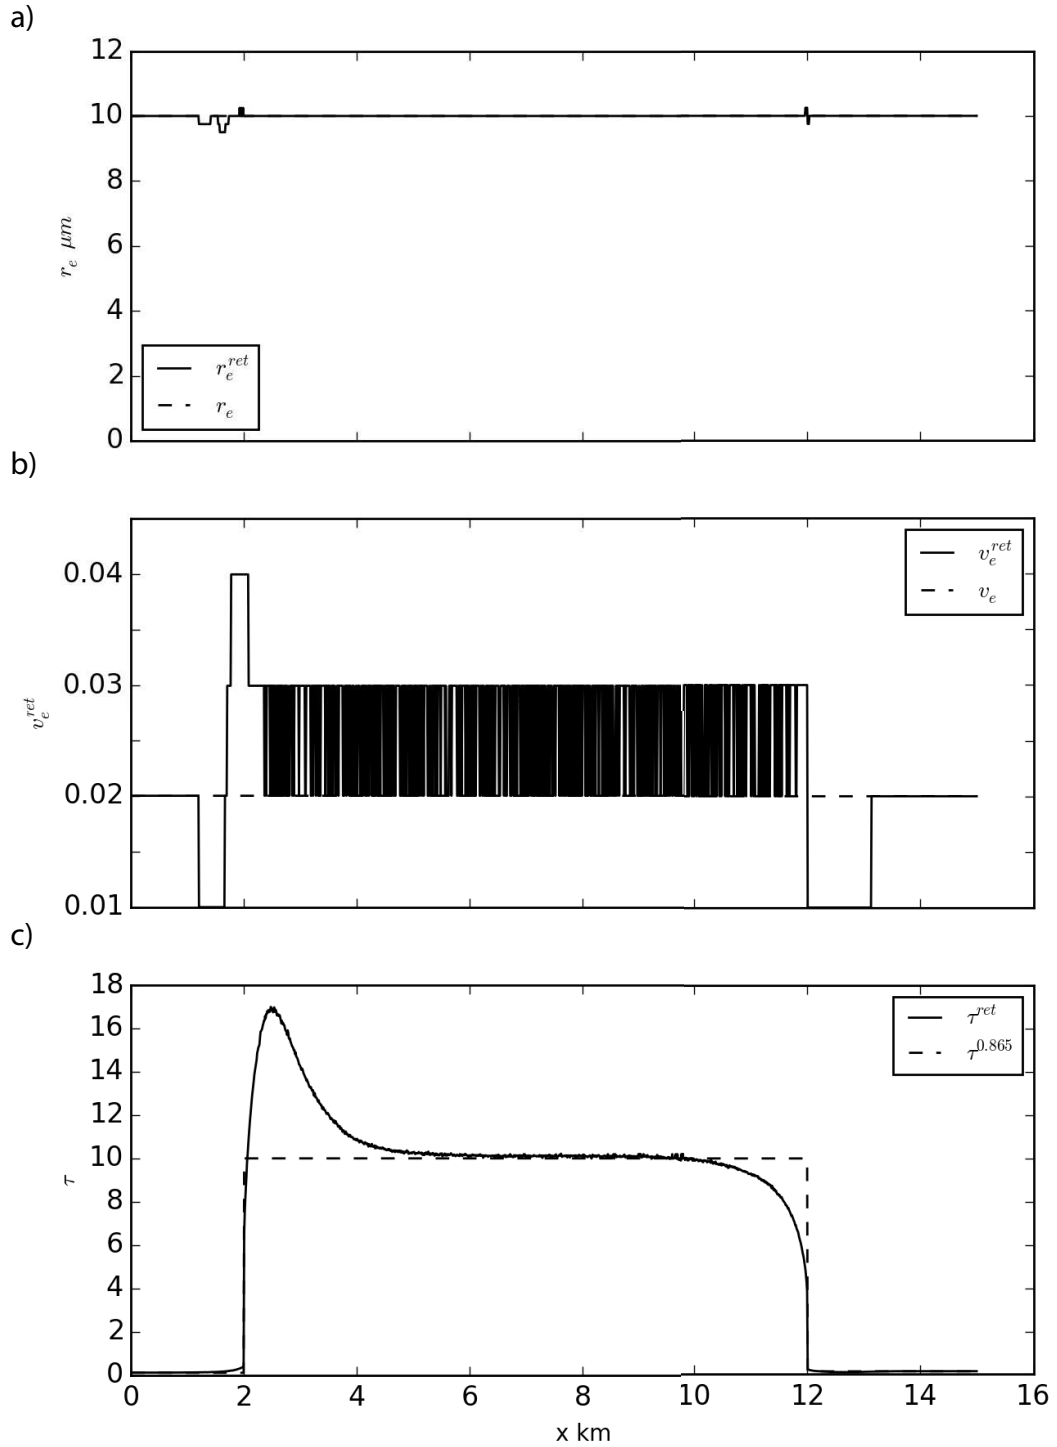 a)
12
10
8
6
4
2
0
r_e μm
r_e^{ret}
r_e
b)
0.04
0.03
0.02
0.01
v_e^{ret}
v_e^{ret}
v_e
c)
18
16
14
12
10
8
6
4
2
0
τ
τ^{ret}
τ^{0.865}
0 2 4 6 8 10 12 14 16
x km